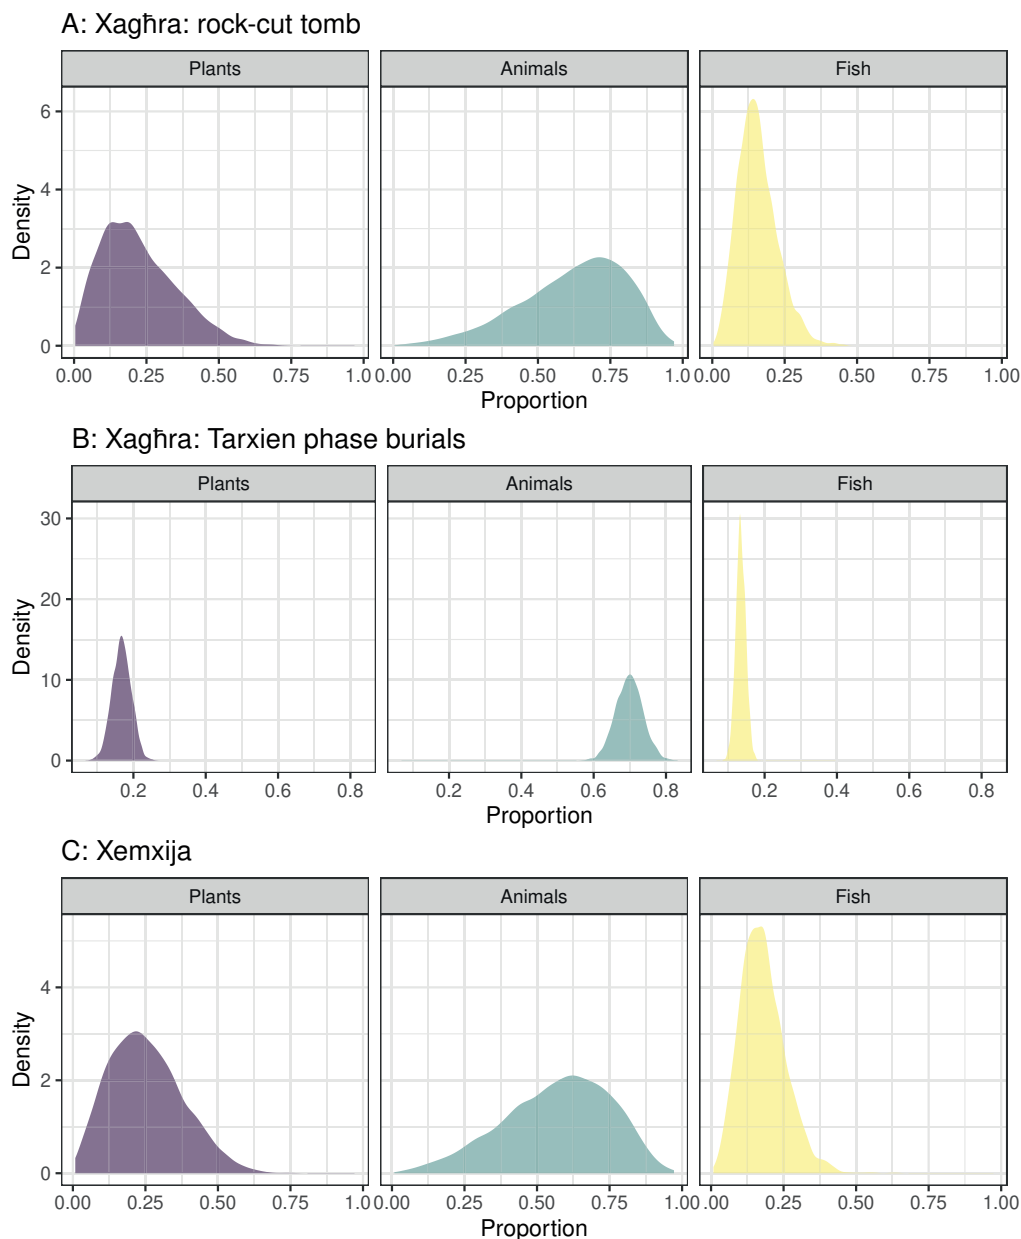 A: Xagħra: rock-cut tomb
Plants Animals Fish
Density
6
4
2
0
0.00 0.25 0.50 0.75 1.00 0.00 0.25 0.50 0.75 1.00 0.00 0.25 0.50 0.75 1.00
Proportion
B: Xagħra: Tarxien phase burials
Plants Animals Fish
Density
30
20
10
0
0.2 0.4 0.6 0.8 0.2 0.4 0.6 0.8 0.2 0.4 0.6 0.8
Proportion
C: Xemxija
Plants Animals Fish
Density
4
2
0
0.00 0.25 0.50 0.75 1.00 0.00 0.25 0.50 0.75 1.00 0.00 0.25 0.50 0.75 1.00
Proportion